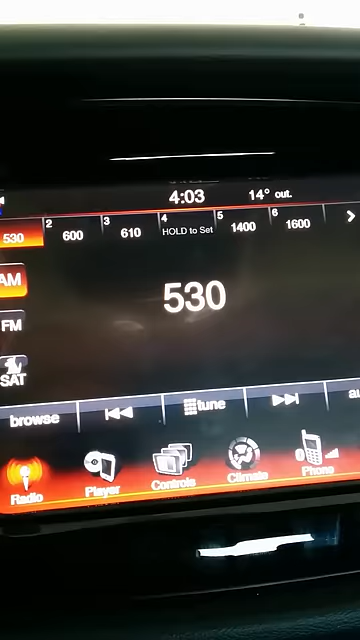 4:03 14° out.
530 2 600 3 610 4 HOLD to Set 5 1400 6 1600
AM
530
FM
SAT
browse tune
Radio Player Controls Climate Phone